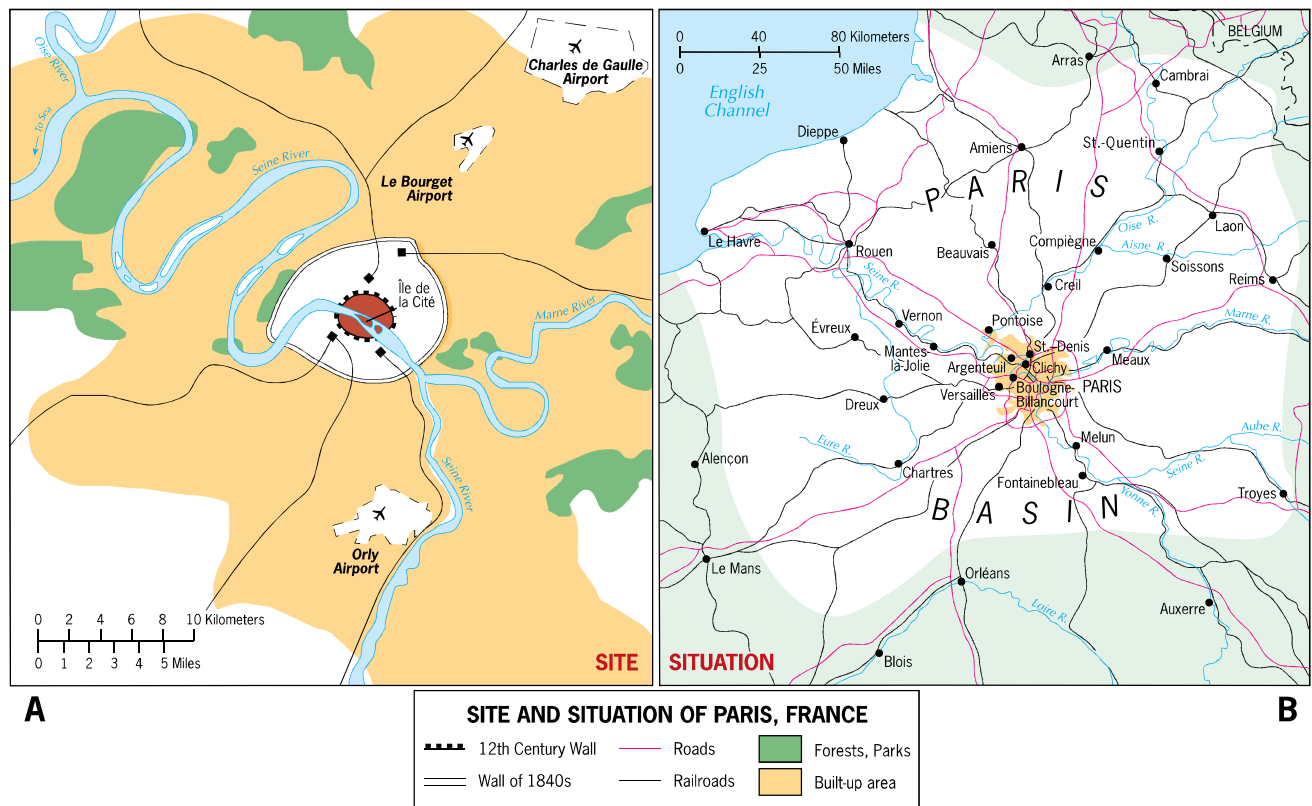 Oise River
To Sea
Charles de Gaulle
Airport
Seine River
Le Bourget
Airport
Île de
la Cité
Marne River
Seine River
Orly
Airport
0 2 4 6 8 10 Kilometers
0 1 2 3 4 5 Miles
SITE
A
0 40 80 Kilometers
0 25 50 Miles
English
Channel
BELGIUM
Arras
Cambrai
Dieppe
Amiens
St.-Quentin
PARIS
Le Havre
Rouen
Beauvais
Compiègne
Oise R.
Aisne R.
Laon
Soissons
Reims
Seine R.
Creil
Vernon
Évreux
Pontoise
Marne R.
Mantes-
la-Jolie
St.-Denis
Argenteuil
Clichy
Meaux
Versailles
Boulogne-
Billancourt
PARIS
Dreux
Melun
Aube R.
Eure R.
Alençon
Chartres
Fontainebleau
Seine R.
Yonne R.
Troyes
BASIN
Le Mans
Orléans
Loire R.
Auxerre
Blois
SITUATION
B
SITE AND SITUATION OF PARIS, FRANCE
12th Century Wall
Roads
Forests, Parks
Wall of 1840s
Railroads
Built-up area